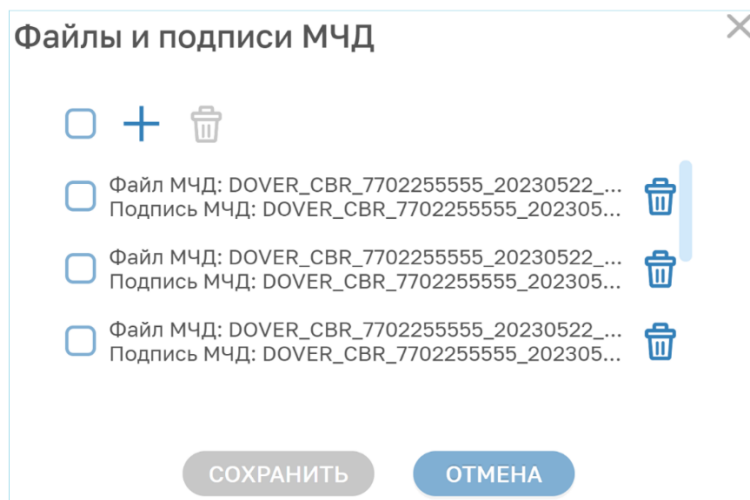 Файлы и подписи МЧД
Файл МЧД: DOVER_CBR_7702255555_20230522_...
Подпись МЧД: DOVER_CBR_7702255555_202305...
Файл МЧД: DOVER_CBR_7702255555_20230522_...
Подпись МЧД: DOVER_CBR_7702255555_202305...
Файл МЧД: DOVER_CBR_7702255555_20230522_...
Подпись МЧД: DOVER_CBR_7702255555_202305...
СОХРАНИТЬ ОТМЕНА